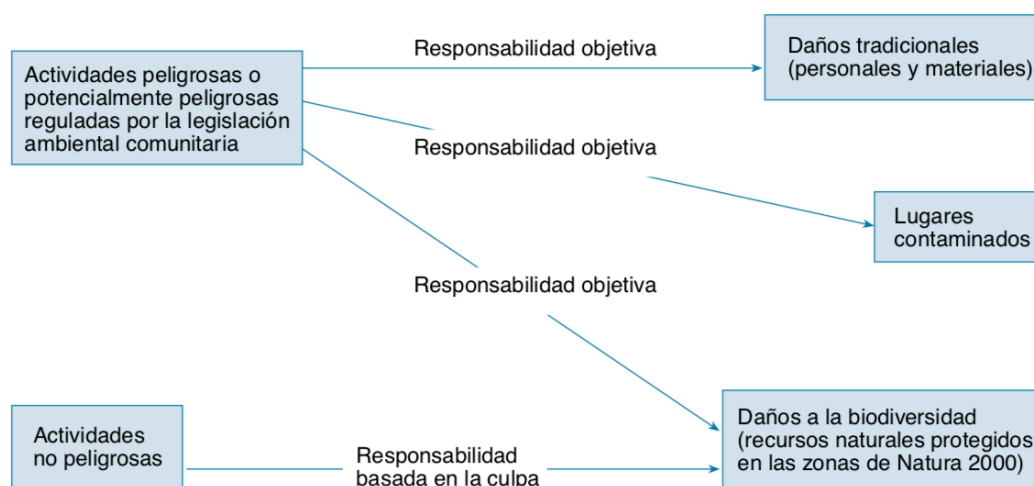 Responsabilidad objetiva
Daños tradicionales
(personales y materiales)
Actividades peligrosas o
potencialmente peligrosas
reguladas por la legislación
ambiental comunitaria
Responsabilidad objetiva
Lugares
contaminados
Responsabilidad objetiva
Daños a la biodiversidad
(recursos naturales protegidos
en las zonas de Natura 2000)
Actividades
no peligrosas
Responsabilidad
basada en la culpa